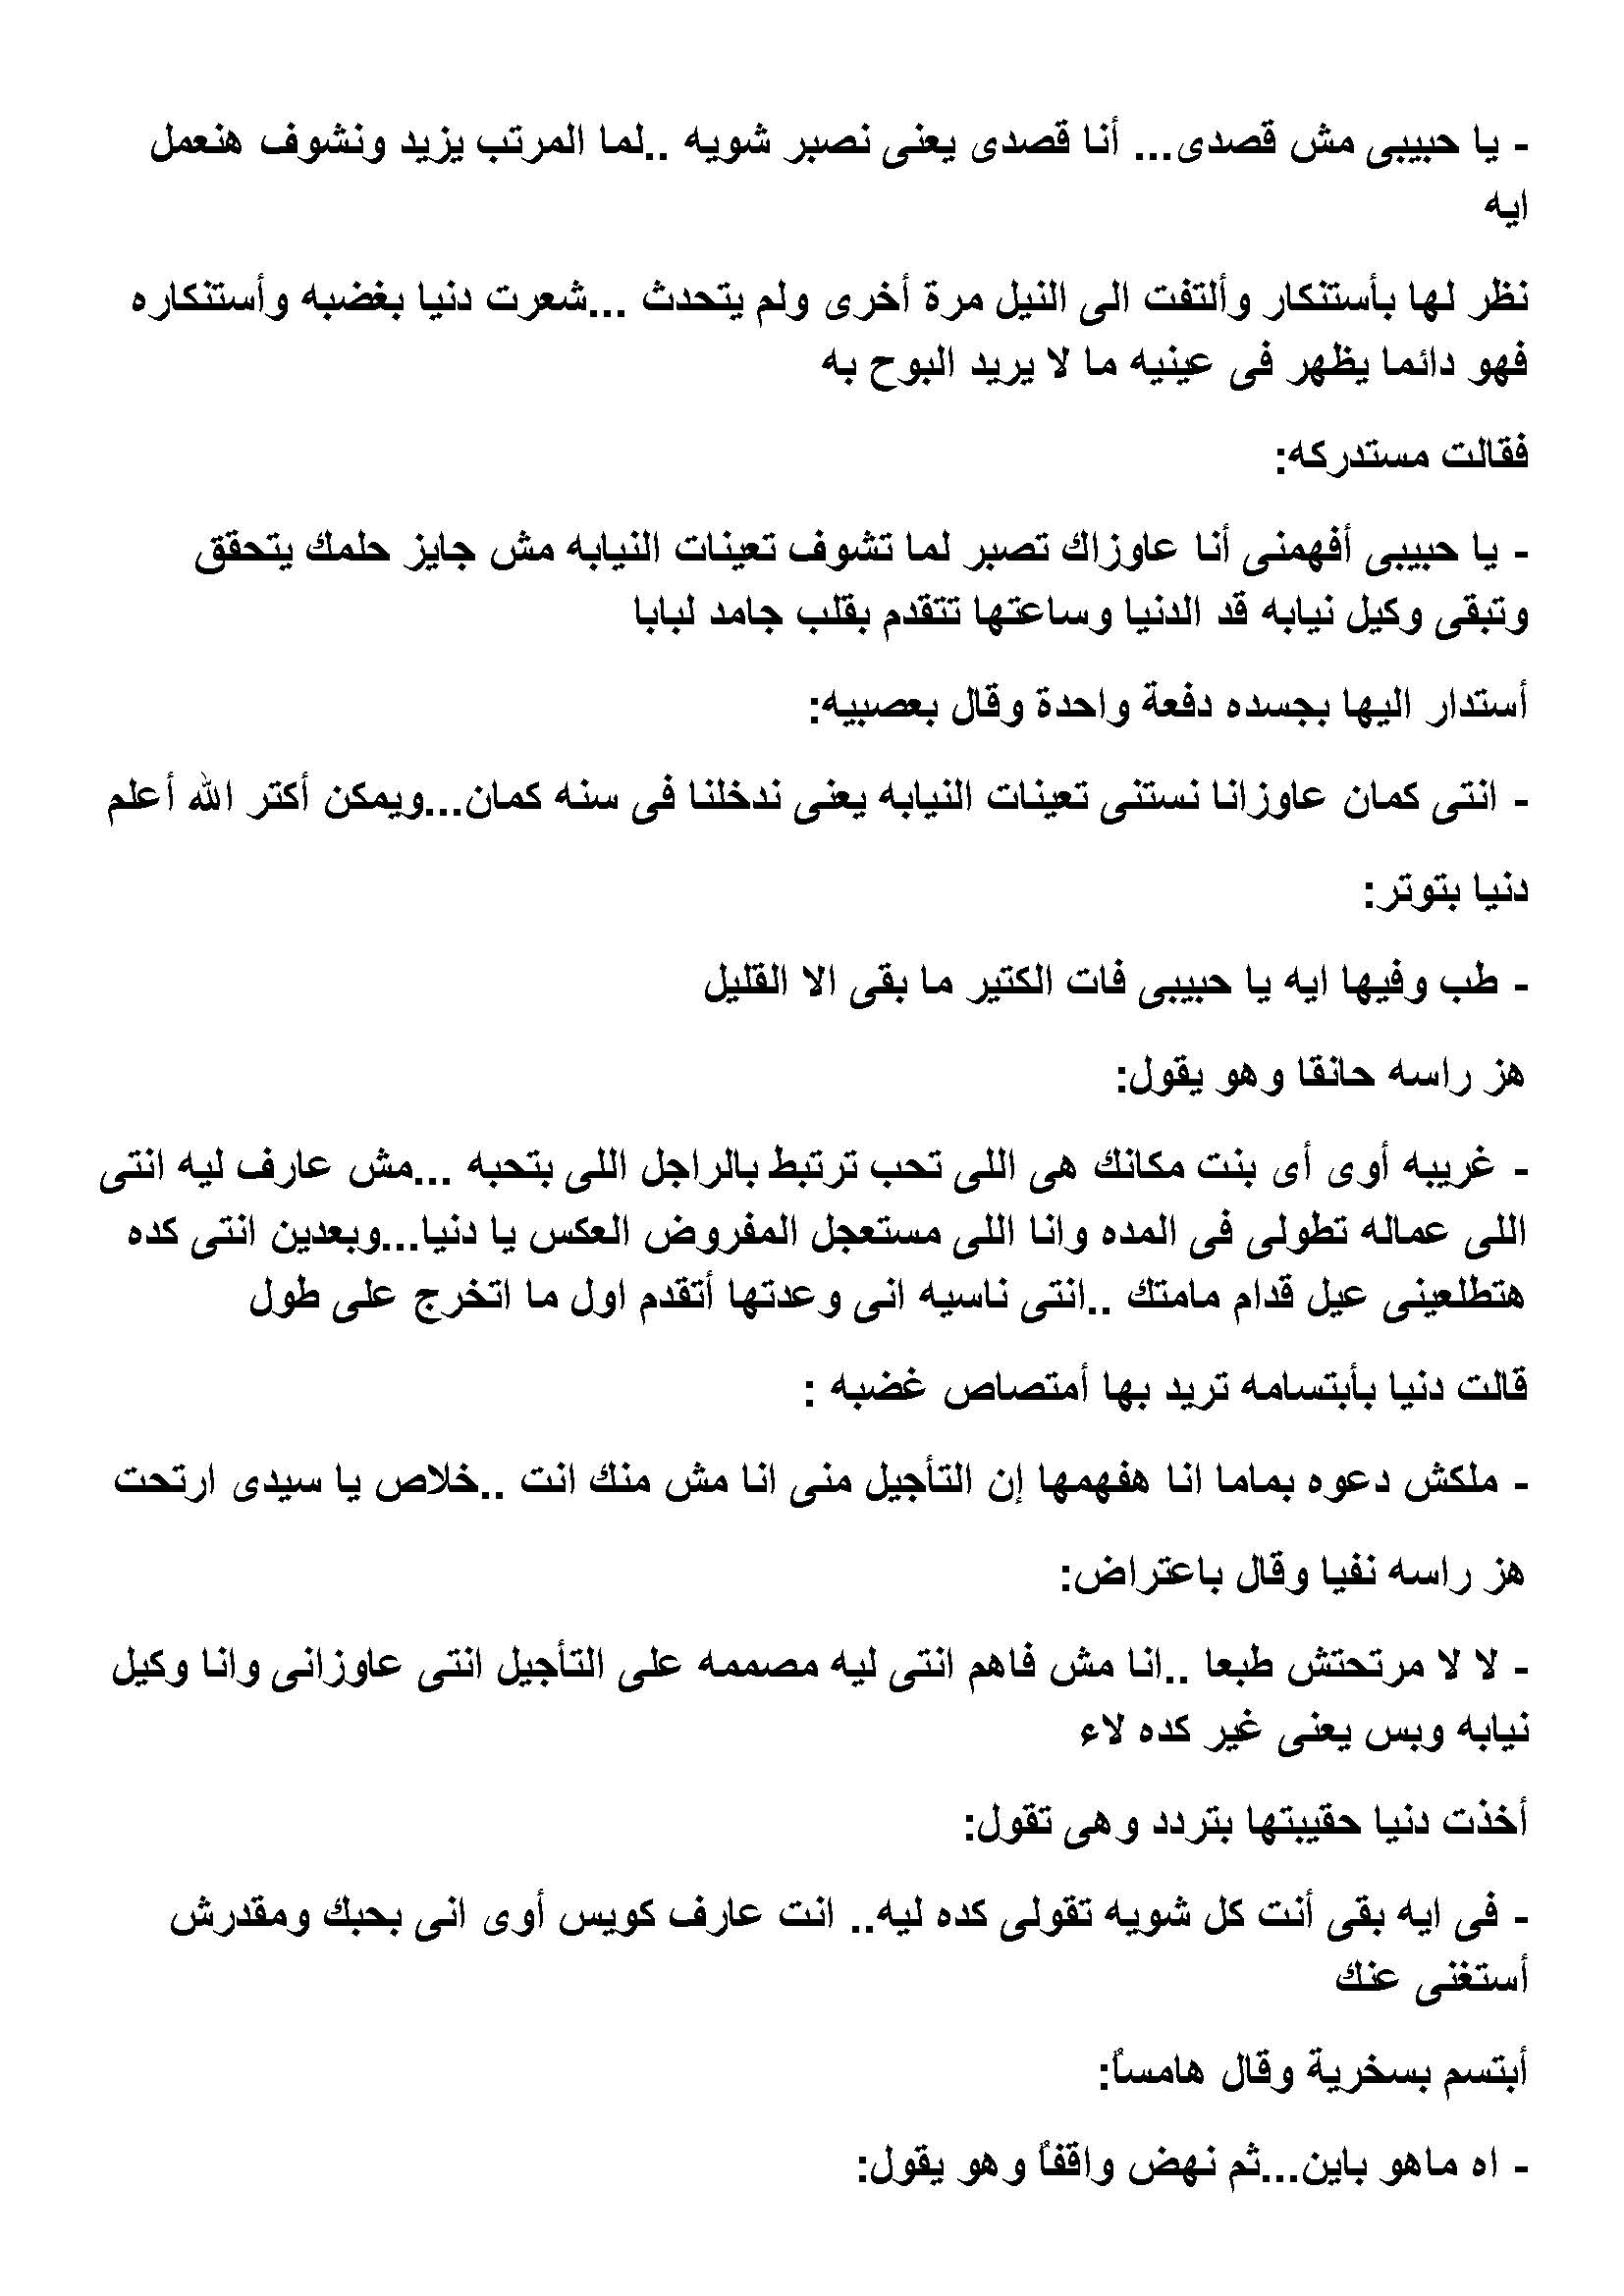 - يا حبيبى مش قصدى... أنا قصدى يعنى نصبر شويه ..لما المرتب يزيد ونشوف هنعمل
ايه
نظر لها بأستنكار وألتفت الى النيل مرة أخرى ولم يتحدث ...شعرت دنيا بغضبه وأستنكاره
فهو دائما يظهر فى عينيه ما لا يريد البوح به
فقالت مستدركه:
- يا حبيبى أفهمنى أنا عاوزاك تصبر لما تشوف تعينات النيابه مش جايز حلمك يتحقق
وتبقى وكيل نيابه قد الدنيا وساعتها تتقدم بقلب جامد لبابا
أستدار اليها بجسده دفعة واحدة وقال بعصبيه:
- انتى كمان عاوزانا نستنى تعينات النيابه يعنى ندخلنا فى سنه كمان...ويمكن أكتر الله أعلم
دنيا بتوتر:
- طب وفيها ايه يا حبيبى فات الكتير ما بقى الا القليل
هز راسه حانقا وهو يقول:
- غريبه أوى أى بنت مكانك هى اللى تحب ترتبط بالراجل اللى بتحبه ...مش عارف ليه انتى
اللى عماله تطولى فى المده وانا اللى مستعجل المفروض العكس يا دنيا...وبعدين انتى كده
هتطلعينى عيل قدام مامتك ..انتى ناسيه انى وعدتها أتقدم اول ما اتخرج على طول
قالت دنيا بأبتسامه تريد بها أمتصاص غضبه :
- ملكش دعوه بماما انا هفهمها إن التأجيل منى انا مش منك انت ..خلاص يا سيدى ارتحت
هز راسه نفيا وقال باعتراض:
- لا لا مرتحتش طبعا ..انا مش فاهم انتى ليه مصممه على التأجيل انتى عاوزانى وانا وكيل
نيابه وبس يعنى غير كده لاء
أخذت دنيا حقيبتها بتردد وهى تقول:
- فى ايه بقى أنت كل شويه تقولى كده ليه.. انت عارف كويس أوى انى بحبك ومقدرش
أستغنى عنك
أبتسم بسخرية وقال هامساً:
- اه ماهو باين...ثم نهض واقفاً وهو يقول: